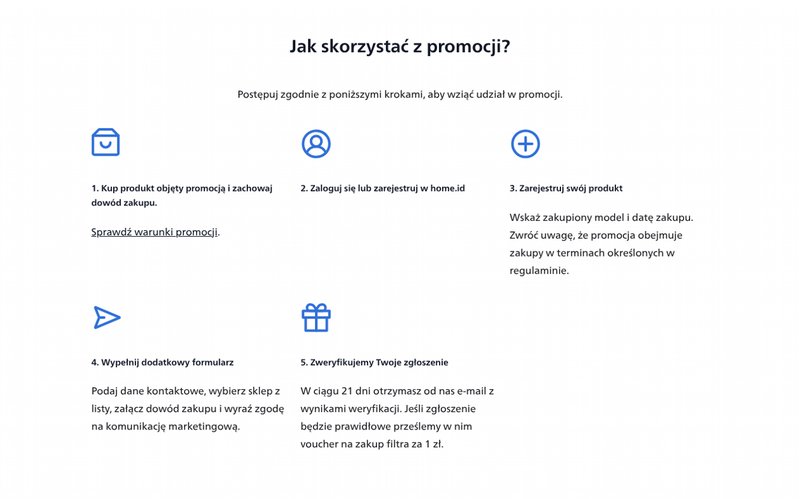 Jak skorzystać z promocji?
Postępuj zgodnie z poniższymi krokami, aby wziąć udział w promocji.
1. Kup produkt objęty promocją i zachowaj
dowód zakupu.
Sprawdź warunki promocji.
2. Zaloguj się lub zarejestruj w home.id
3. Zarejestruj swój produkt
Wskaż zakupiony model i datę zakupu.
Zwróć uwagę, że promocja obejmuje
zakupy w terminach określonych w
regulaminie.
4. Wypełnij dodatkowy formularz
Podaj dane kontaktowe, wybierz sklep z
listy, załącz dowód zakupu i wyraź zgodę
na komunikację marketingową.
5. Zweryfikujemy Twoje zgłoszenie
W ciągu 21 dni otrzymasz od nas e-mail z
wynikami weryfikacji. Jeśli zgłoszenie
będzie prawidłowe prześlemy w nim
voucher na zakup filtra za 1 zł.